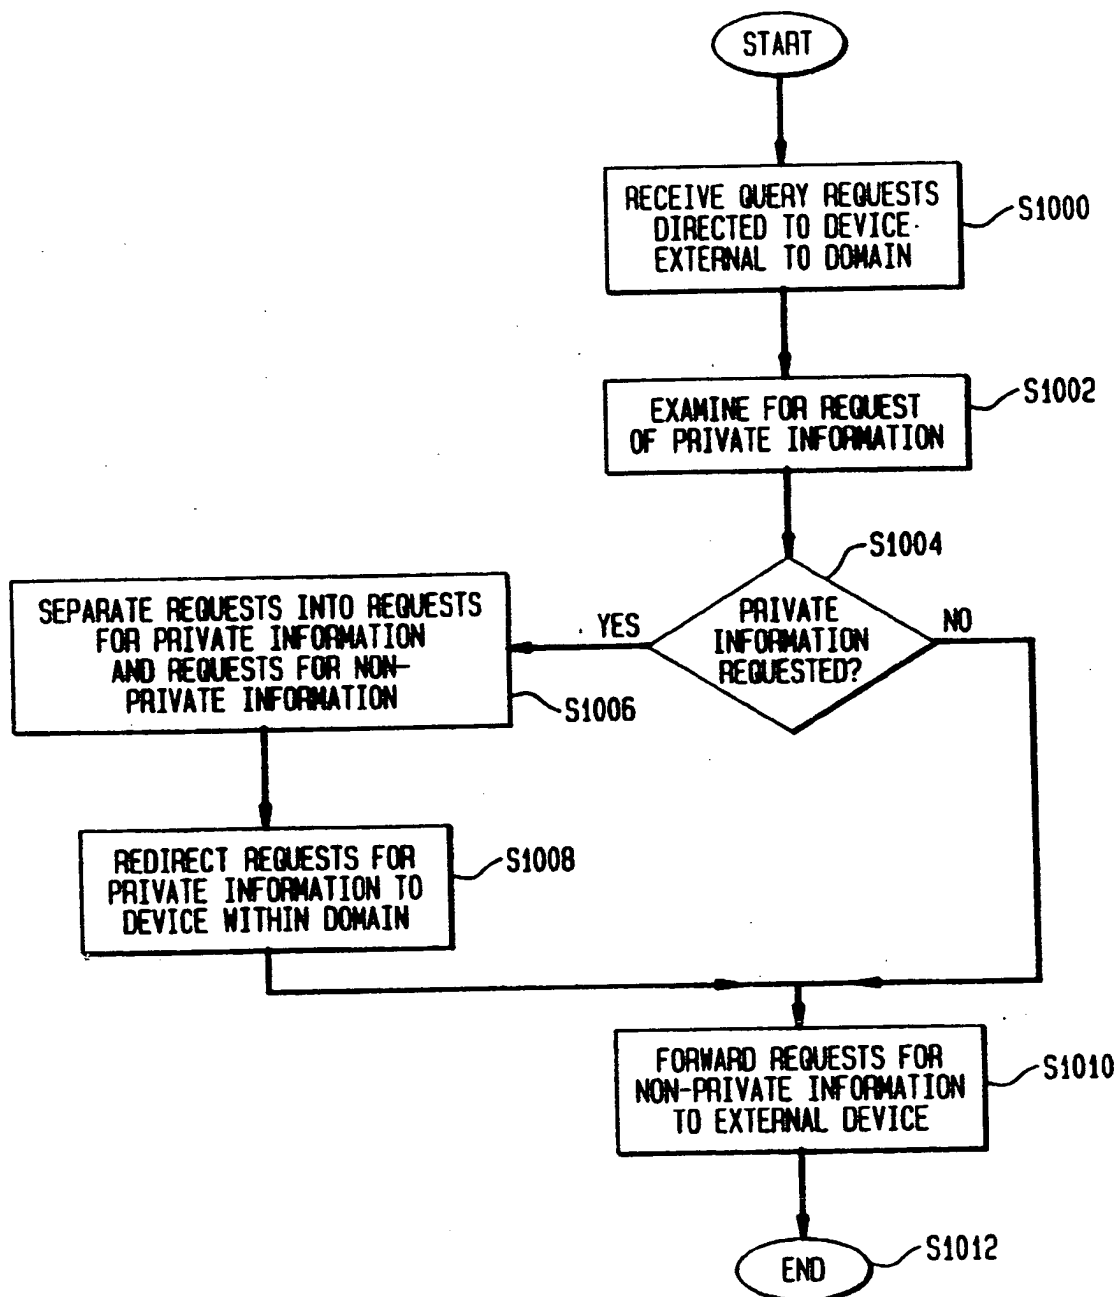 START
RECEIVE QUERY REQUESTS
DIRECTED TO DEVICE
EXTERNAL TO DOMAIN
S1000
EXAMINE FOR REQUEST
OF PRIVATE INFORMATION
S1002
S1004
PRIVATE
INFORMATION
REQUESTED?
YES
NO
SEPARATE REQUESTS INTO REQUESTS
FOR PRIVATE INFORMATION
AND REQUESTS FOR NON-
PRIVATE INFORMATION
S1006
REDIRECT REQUESTS FOR
PRIVATE INFORMATION TO
DEVICE WITHIN DOMAIN
S1008
FORWARD REQUESTS FOR
NON-PRIVATE INFORMATION
TO EXTERNAL DEVICE
S1010
END
S1012